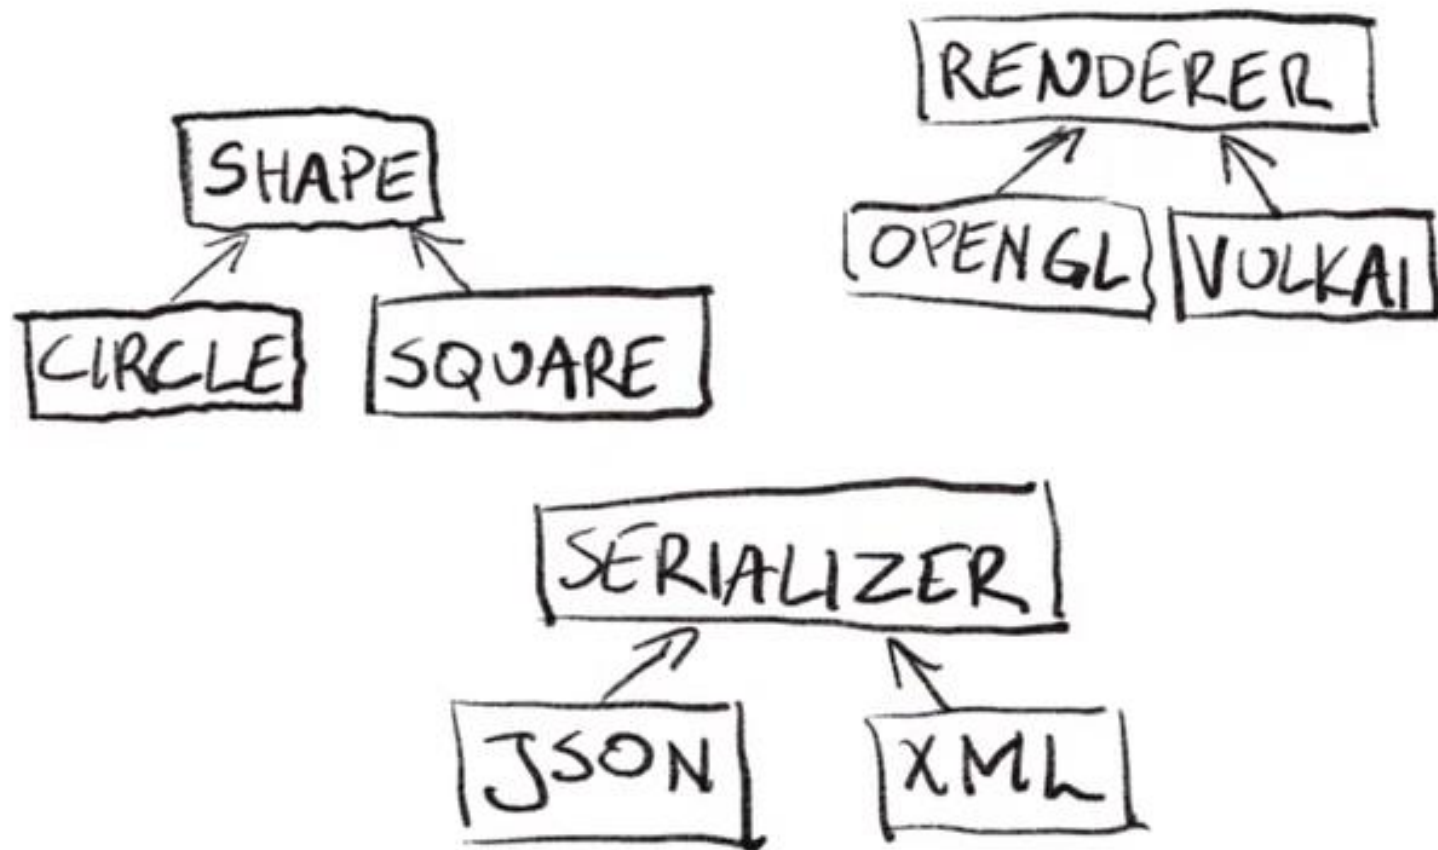 RENDERER
SHAPE
OPENGL VULKAI
CIRCLE SQUARE
SERIALIZER
JSON XML